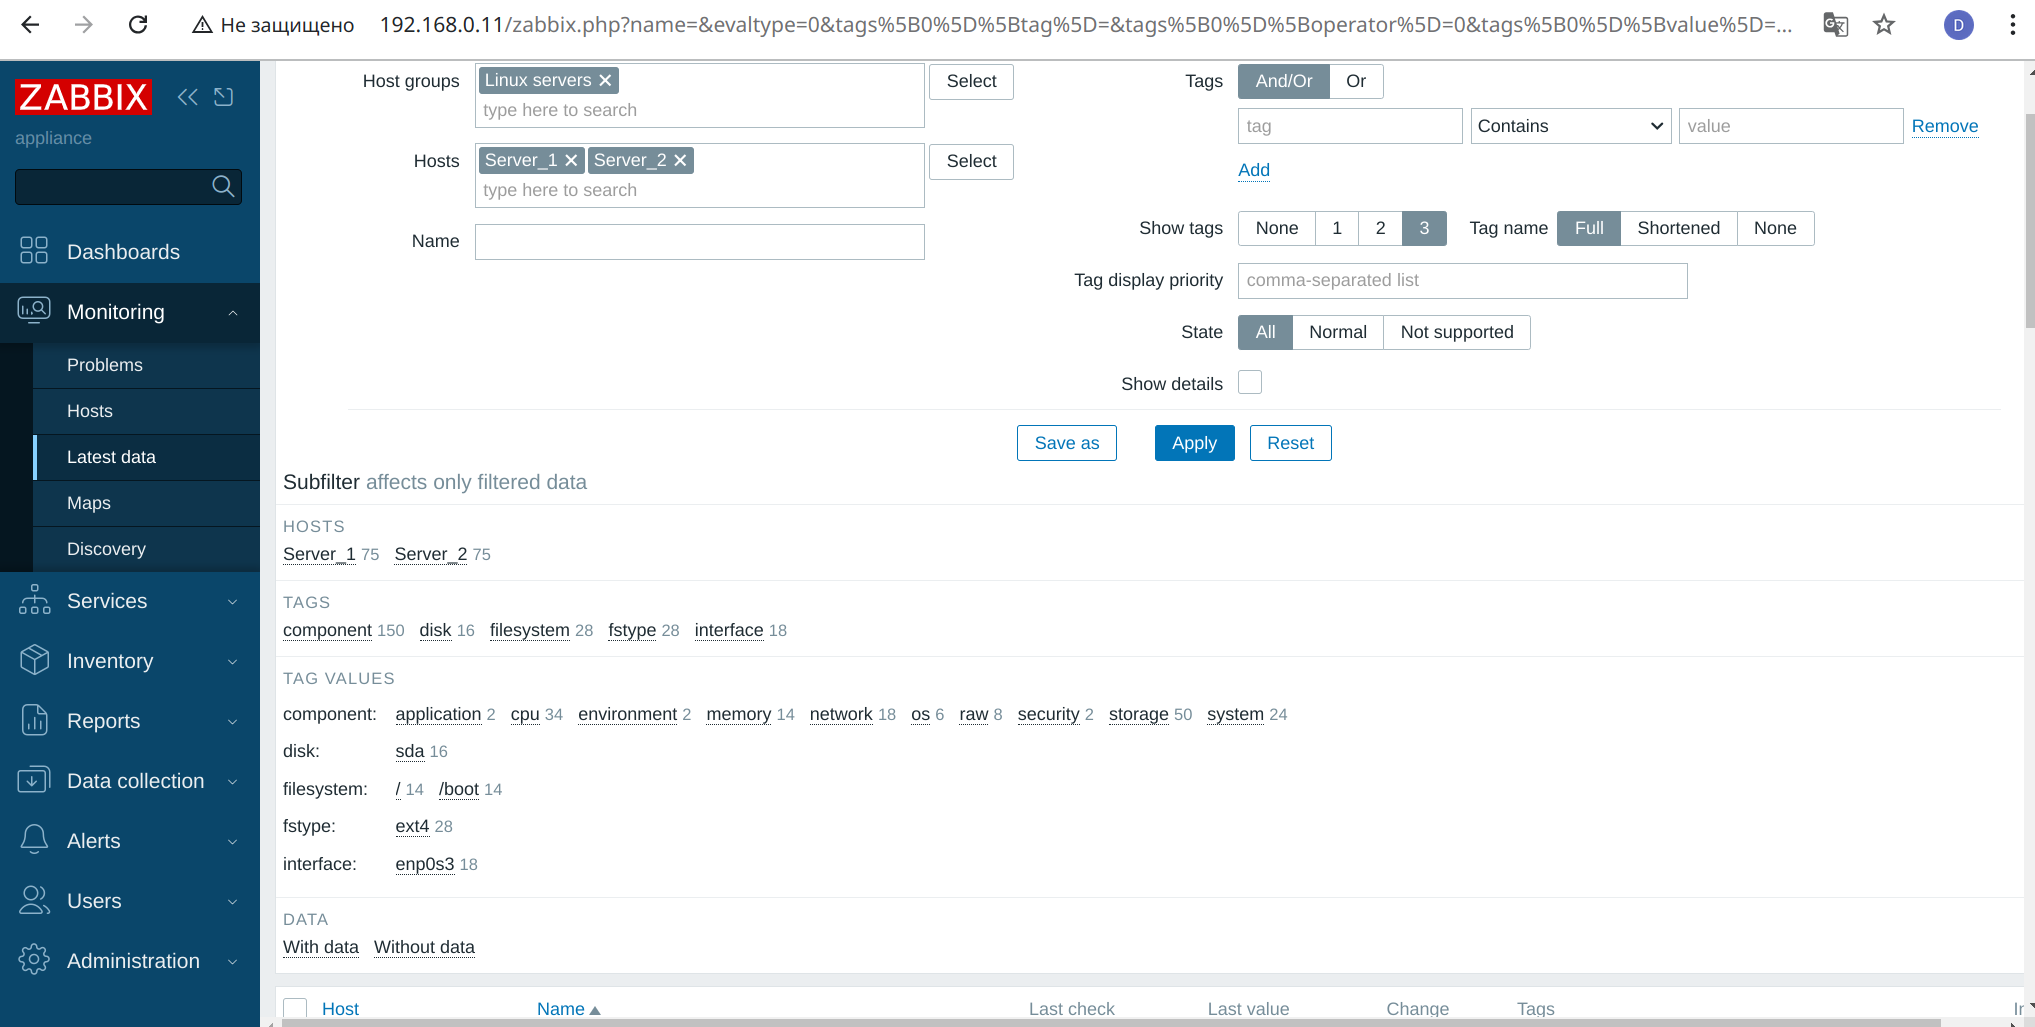 Не защищено 192.168.0.11/zabbix.php?name=&evaltype=0&tags%5B0%5D%5Btag%5D=&tags%5B0%5D%5Boperator%5D=0&tags%5B0%5D%5Bvalue%5D=... D
ZABBIX
appliance
Dashboards
Monitoring
Problems
Hosts
Latest data
Maps
Discovery
Services
Inventory
Reports
Data collection
Alerts
Users
Administration
Host groups Linux servers Select
type here to search
Hosts Server_1 Server_2 Select
type here to search
Name
Tags And/Or Or
tag Contains value Remove
Add
Show tags None 1 2 3 Tag name Full Shortened None
Tag display priority comma-separated list
State All Normal Not supported
Show details
Save as Apply Reset
Subfilter affects only filtered data
HOSTS
Server_1 75 Server_2 75
TAGS
component 150 disk 16 filesystem 28 fstype 28 interface 18
TAG VALUES
component: application 2 cpu 34 environment 2 memory 14 network 18 os 6 raw 8 security 2 storage 50 system 24
disk: sda 16
filesystem: / 14 /boot 14
fstype: ext4 28
interface: enp0s3 18
DATA
With data Without data
Host Name Last check Last value Change Tags